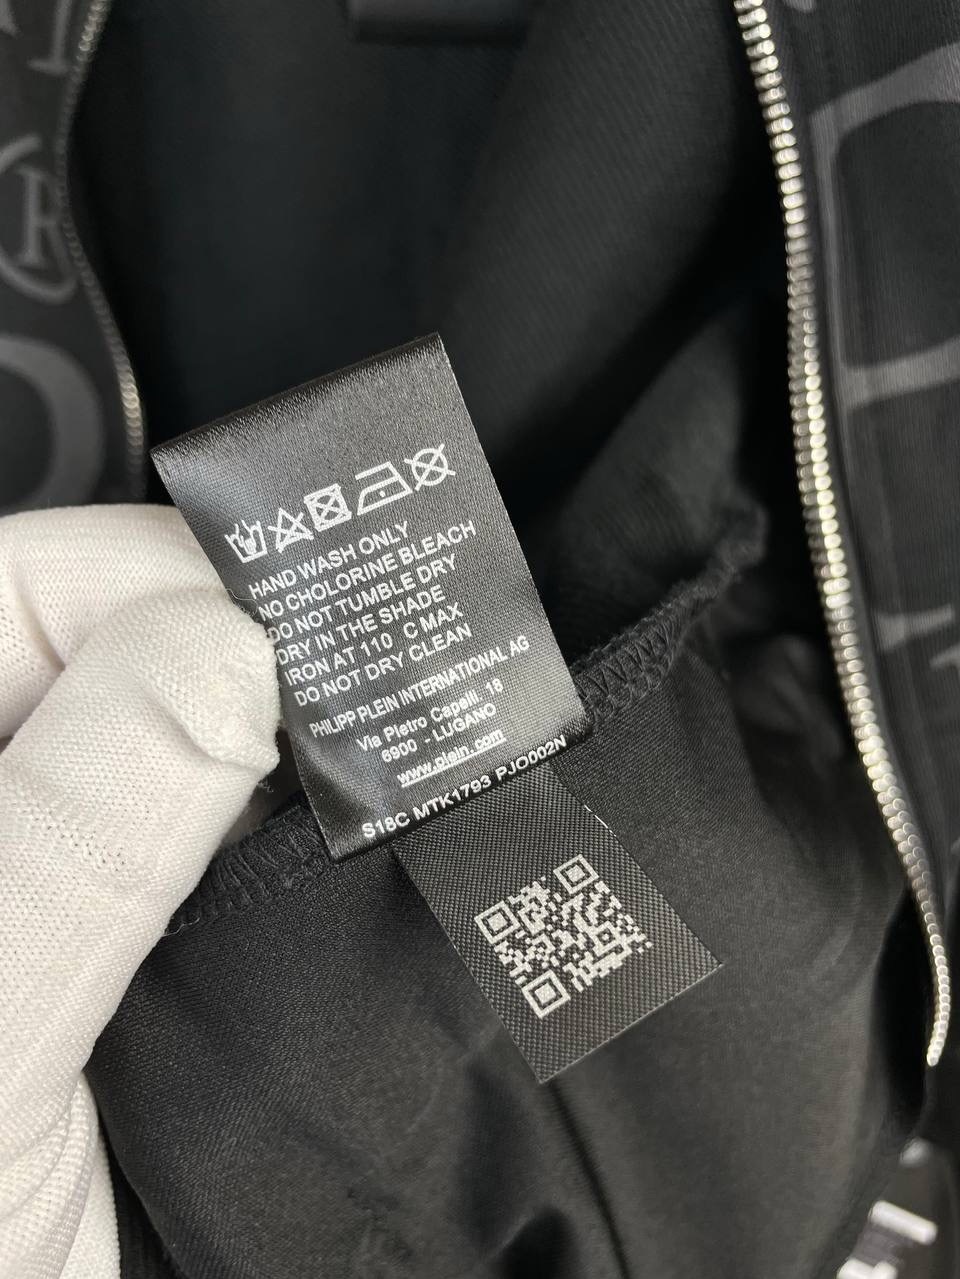 R
HAND WASH ONLY
NO CHOLORINE BLEACH
DO NOT TUMBLE DRY
DRY IN THE SHADE
IRON AT 110 C MAX
DO NOT DRY CLEAN
PHILIPP PLEIN INTERNATIONAL AG
Via Pietro Capelli. 18
6900 - LUGANO
www.plein.com
S18C MTK1793 PJO002N